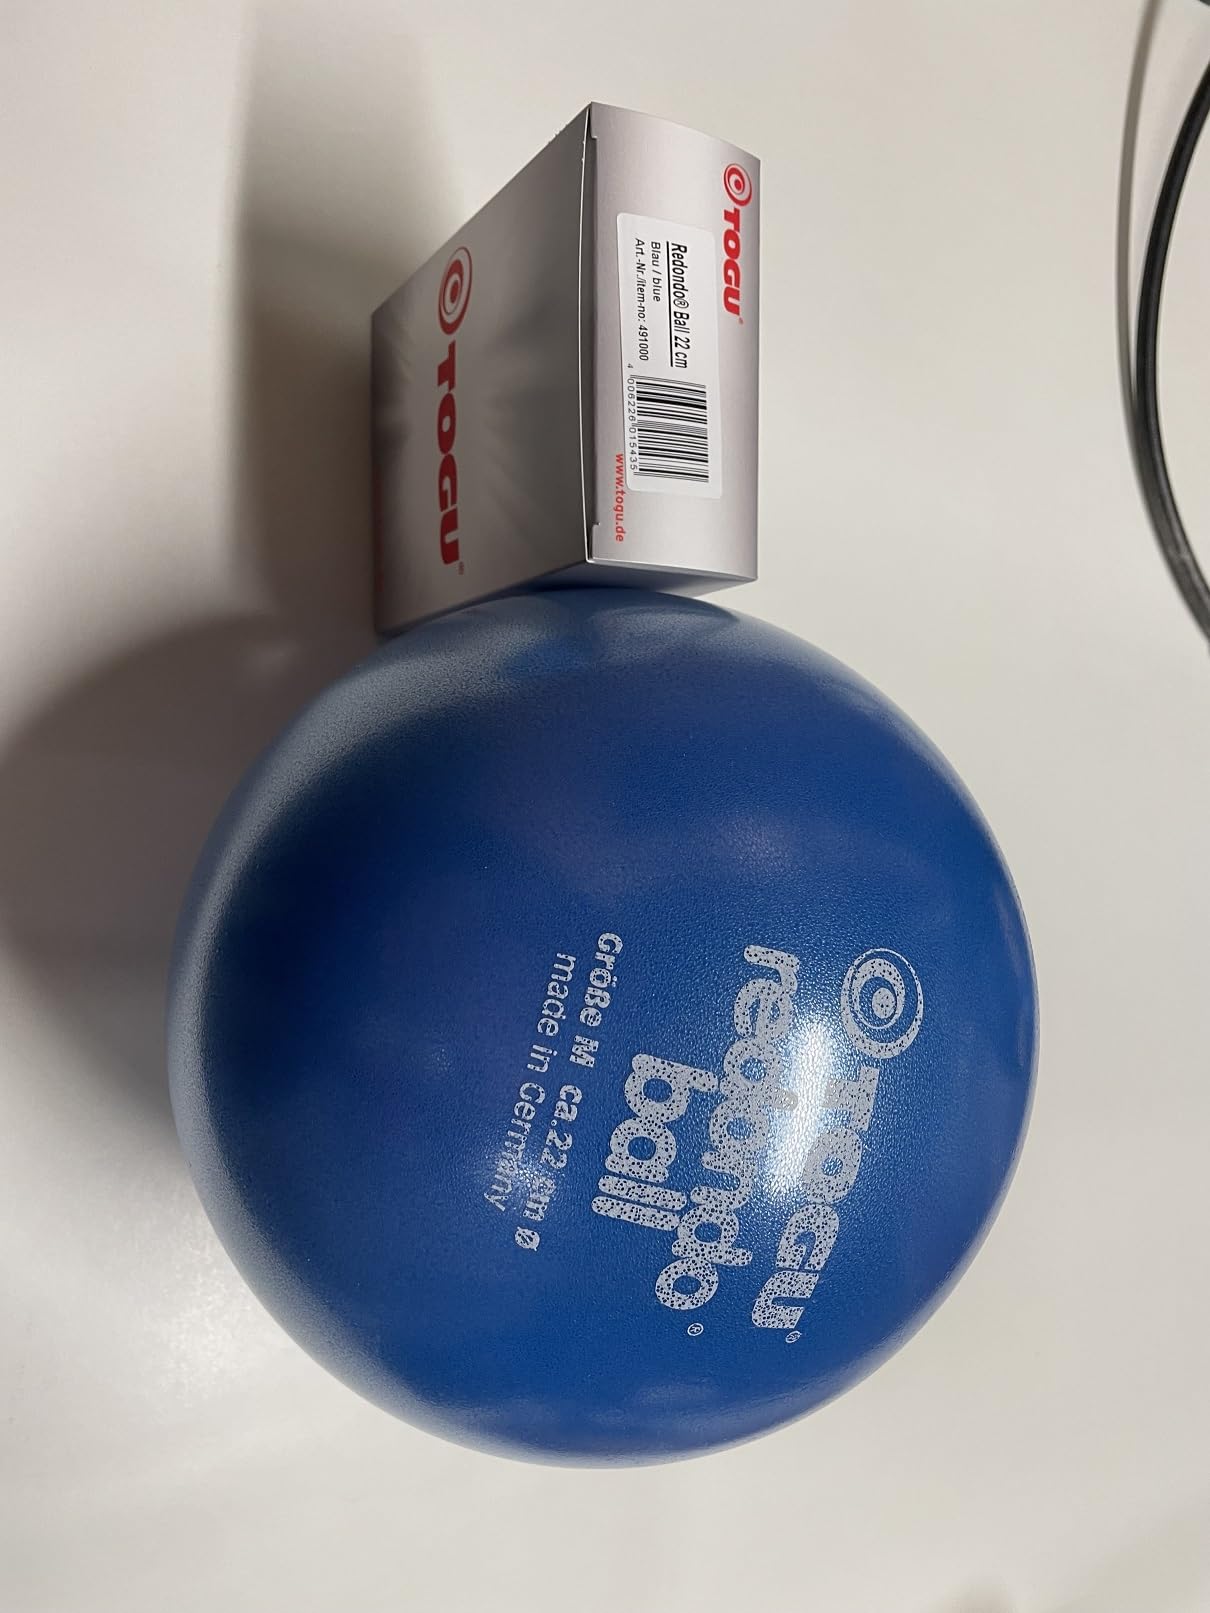 TOGU®
Redondo® Ball 22 cm
Blau / blue
Art.-Nr./item-no: 491000
4 006226 015435
www.togu.de
TOGU®
TOGU®
redondo®
ball
Größe M ca.22 cm ø
made in Germany